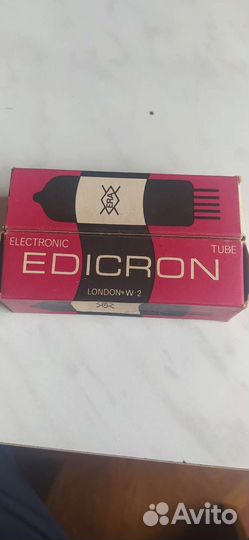 ERA
ELECTRONIC TUBE
EDICRON
LONDON • W•2
Avito